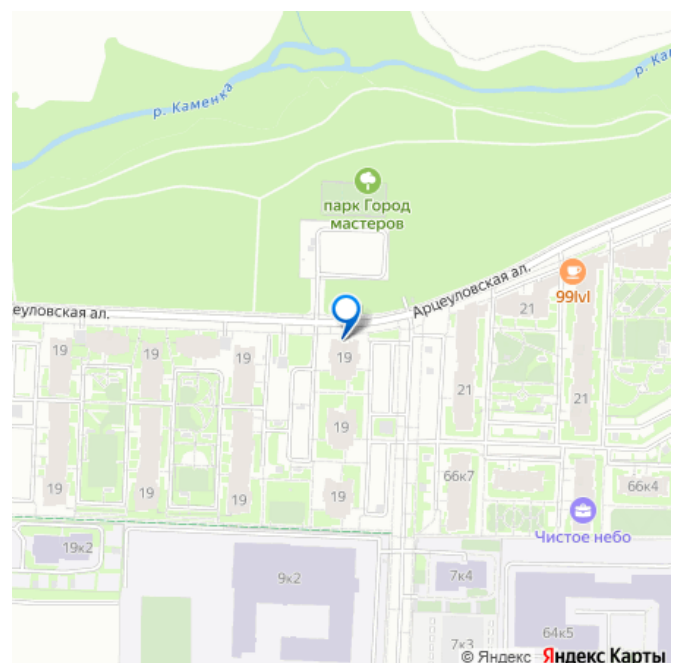 р. Кам
р. Каменка
парк Город
мастеров
Арцеуловская ал.
99lvl
еуловская ал.
21
19
19
19
19
21
21
19
66к7
66к4
19
19
19
19
Чистое небо
19к2
9к2
7к4
7к3
64к5
© Яндекс Яндекс Карты